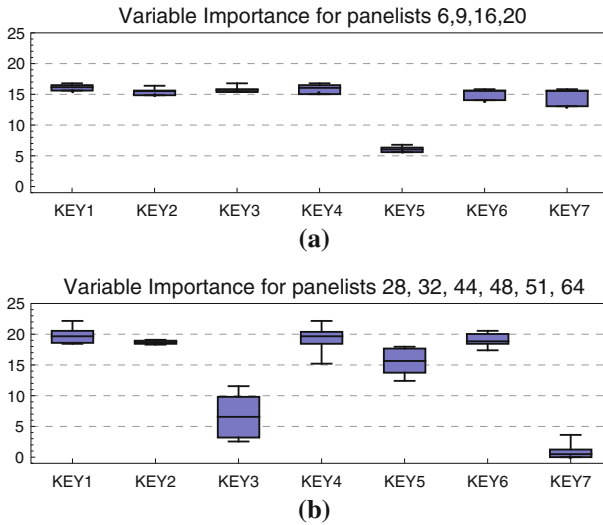 Variable Importance for panelists 6,9,16,20
25
20
15
10
5
0
KEY1 KEY2 KEY3 KEY4 KEY5 KEY6 KEY7
(a)
Variable Importance for panelists 28, 32, 44, 48, 51, 64
25
20
15
10
5
0
KEY1 KEY2 KEY3 KEY4 KEY5 KEY6 KEY7
(b)